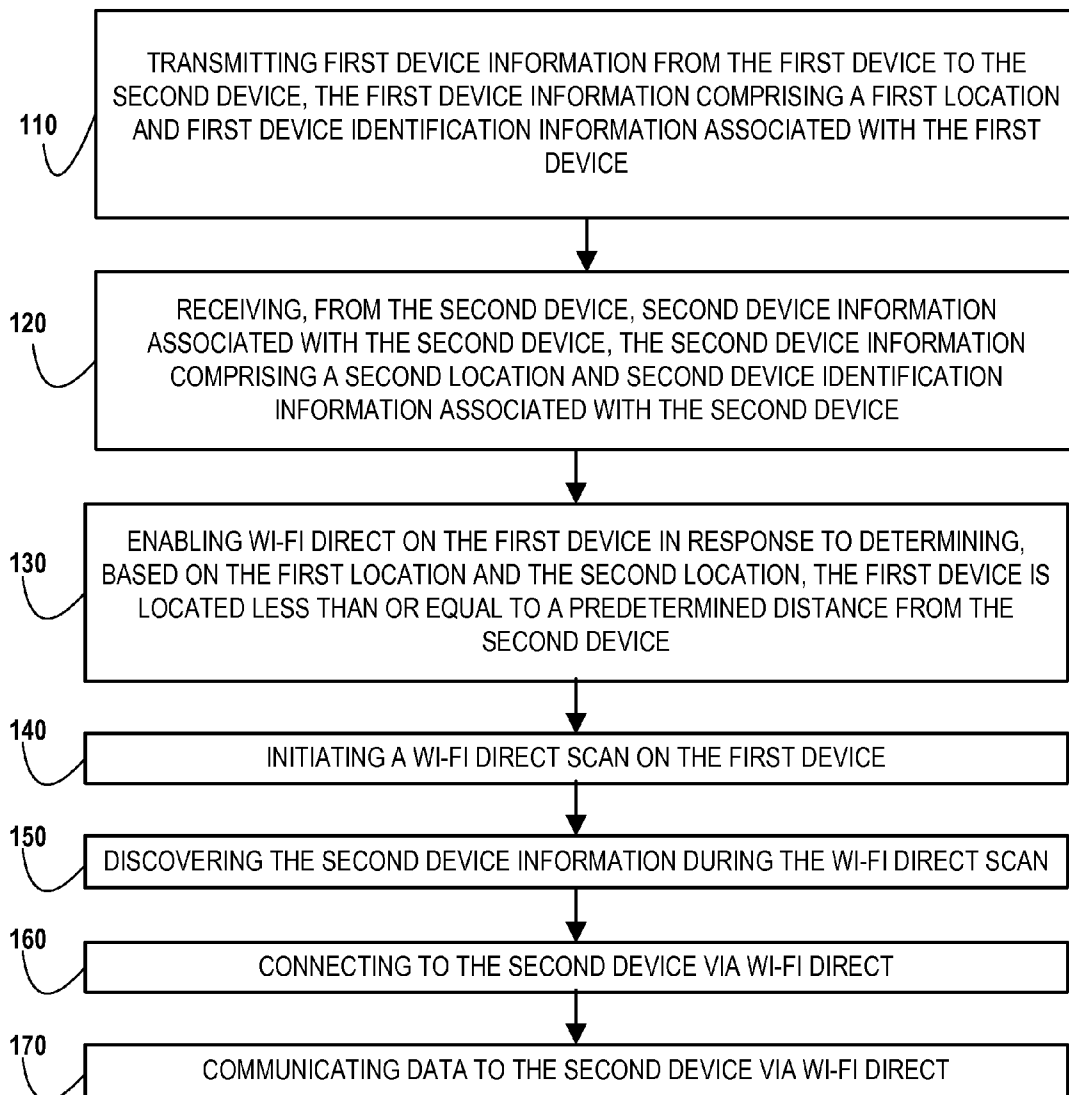 110
TRANSMITTING FIRST DEVICE INFORMATION FROM THE FIRST DEVICE TO THE
SECOND DEVICE, THE FIRST DEVICE INFORMATION COMPRISING A FIRST LOCATION
AND FIRST DEVICE IDENTIFICATION INFORMATION ASSOCIATED WITH THE FIRST
DEVICE
120
RECEIVING, FROM THE SECOND DEVICE, SECOND DEVICE INFORMATION
ASSOCIATED WITH THE SECOND DEVICE, THE SECOND DEVICE INFORMATION
COMPRISING A SECOND LOCATION AND SECOND DEVICE IDENTIFICATION
INFORMATION ASSOCIATED WITH THE SECOND DEVICE
130
ENABLING WI-FI DIRECT ON THE FIRST DEVICE IN RESPONSE TO DETERMINING,
BASED ON THE FIRST LOCATION AND THE SECOND LOCATION, THE FIRST DEVICE IS
LOCATED LESS THAN OR EQUAL TO A PREDETERMINED DISTANCE FROM THE
SECOND DEVICE
140
INITIATING A WI-FI DIRECT SCAN ON THE FIRST DEVICE
150
DISCOVERING THE SECOND DEVICE INFORMATION DURING THE WI-FI DIRECT SCAN
160
CONNECTING TO THE SECOND DEVICE VIA WI-FI DIRECT
170
COMMUNICATING DATA TO THE SECOND DEVICE VIA WI-FI DIRECT